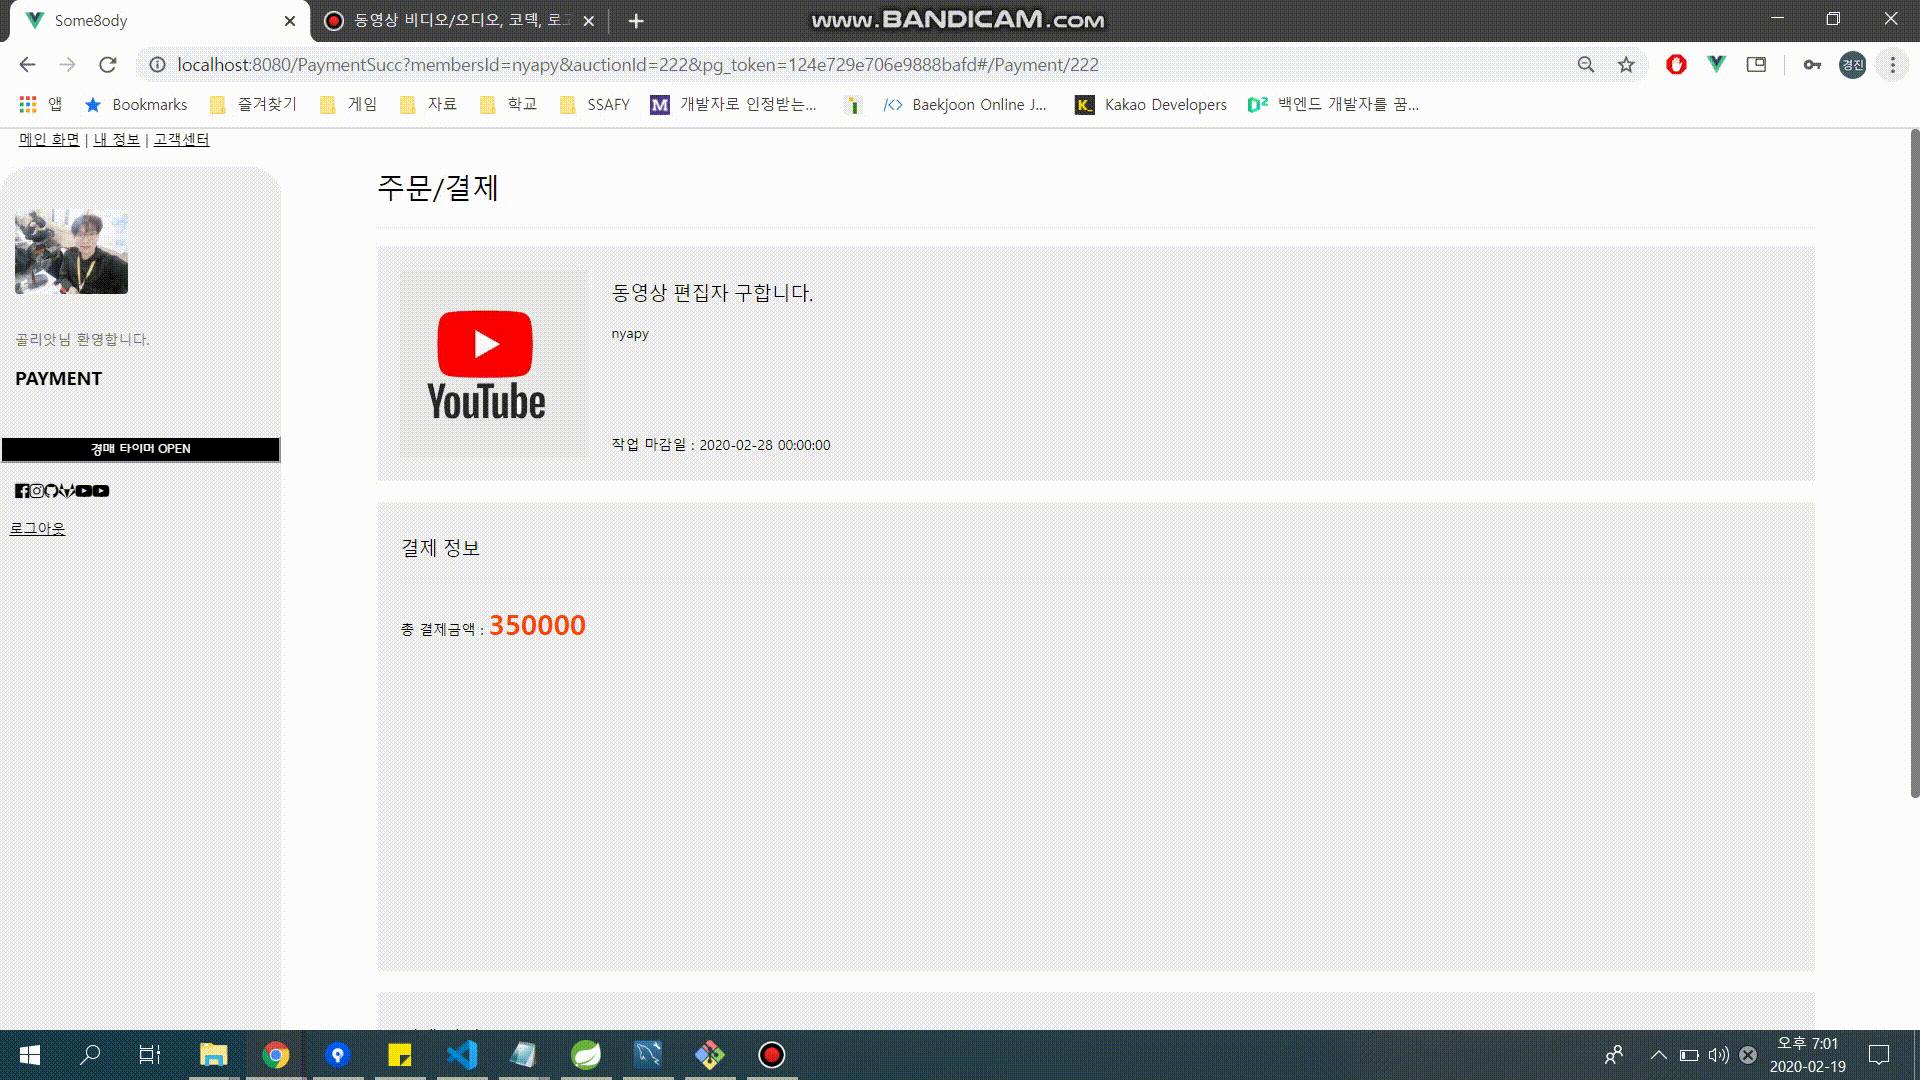 Some8ody
동영상 비디오/오디오, 코덱, 로그
www.BANDICAM.com
localhost:8080/PaymentSucc?membersId=nyapy&auctionId=222&pg_token=124e729e706e9888bafd#/Payment/222
경진
앱
Bookmarks
즐겨찾기
게임
자료
학교
SSAFY
개발자로 인정받는...
Baekjoon Online J...
Kakao Developers
백엔드 개발자를 꿈...
메인 화면 | 내 정보 | 고객센터
골리앗님 환영합니다.
PAYMENT
경매 타이머 OPEN
로그아웃
주문/결제
YouTube
동영상 편집자 구합니다.
nyapy
작업 마감일 : 2020-02-28 00:00:00
결제 정보
총 결제금액 : 350000
오후 7:01
2020-02-19